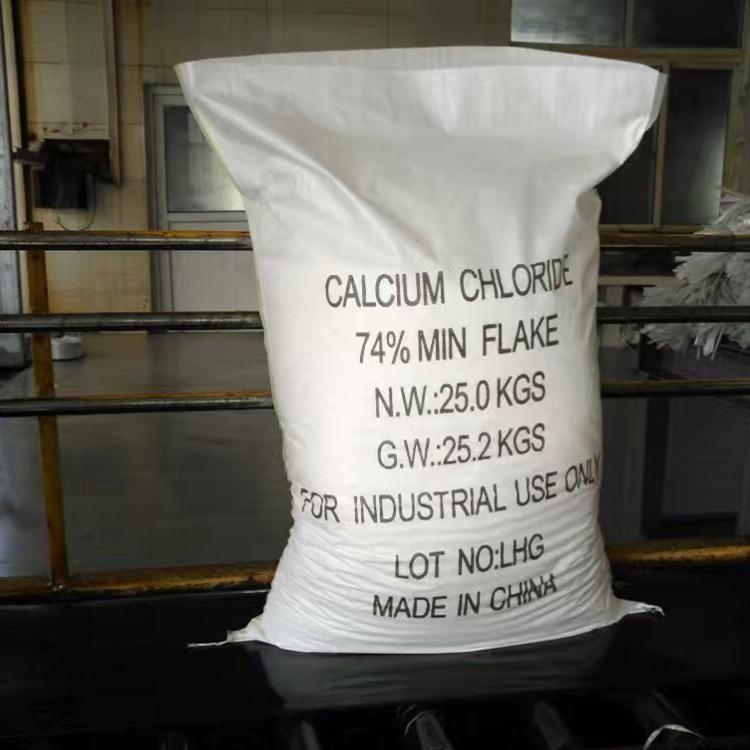 CALCIUM CHLORIDE
74% MIN FLAKE
N.W.:25.0 KGS
G.W.:25.2 KGS
FOR INDUSTRIAL USE ONLY
LOT NO:LHG
MADE IN CHINA